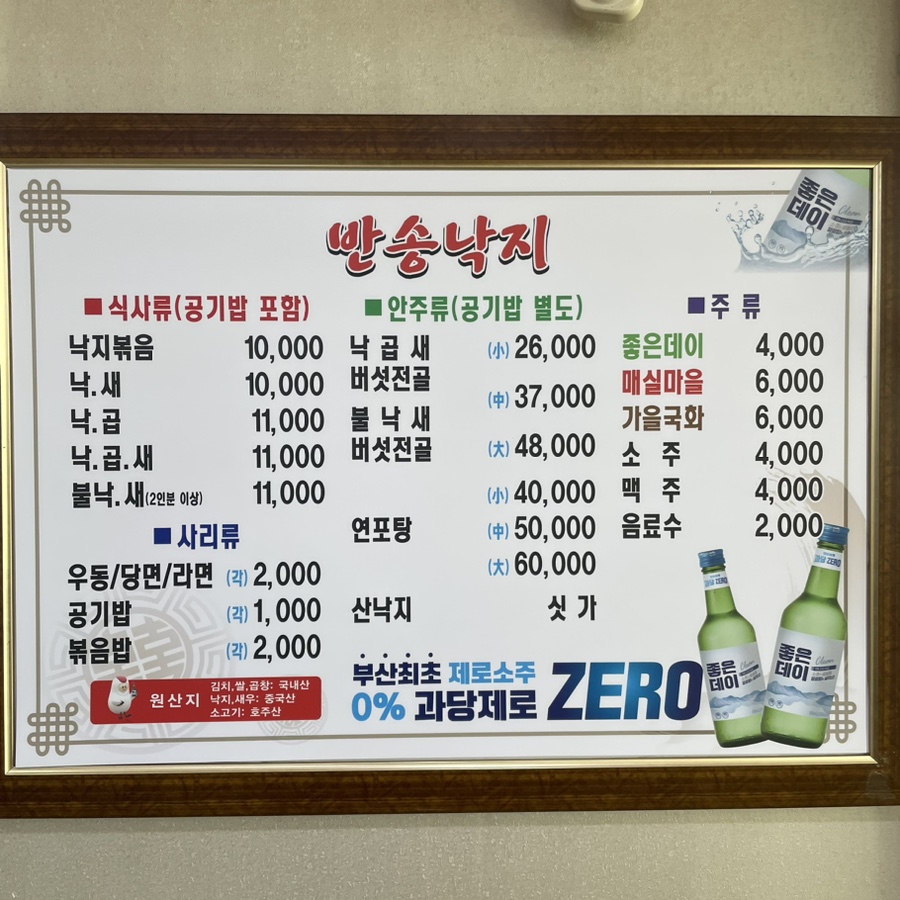 반송낙지
■식사류(공기밥 포함)
낙지볶음 10,000
낙.새 10,000
낙.곱 11,000
낙.곱.새 11,000
불낙.새(2인분 이상) 11,000
■사리류
우동/당면/라면 (각) 2,000
공기밥 (각) 1,000
볶음밥 (각) 2,000
원산지
김치,쌀,곱창: 국내산
낙지,새우: 중국산
소고기: 호주산
■안주류(공기밥 별도)
낙 곱 새
버섯전골
불 낙 새
버섯전골
(小) 26,000
(中) 37,000
(大) 48,000
연포탕
(小) 40,000
(中) 50,000
(大) 60,000
산낙지 싯 가
■주 류
좋은데이 4,000
매실마을 6,000
가을국화 6,000
소 주 4,000
맥 주 4,000
음료수 2,000
부산최초 제로소주
0% 과당제로
ZERO
좋은
데이
좋은
데이
좋은
데이